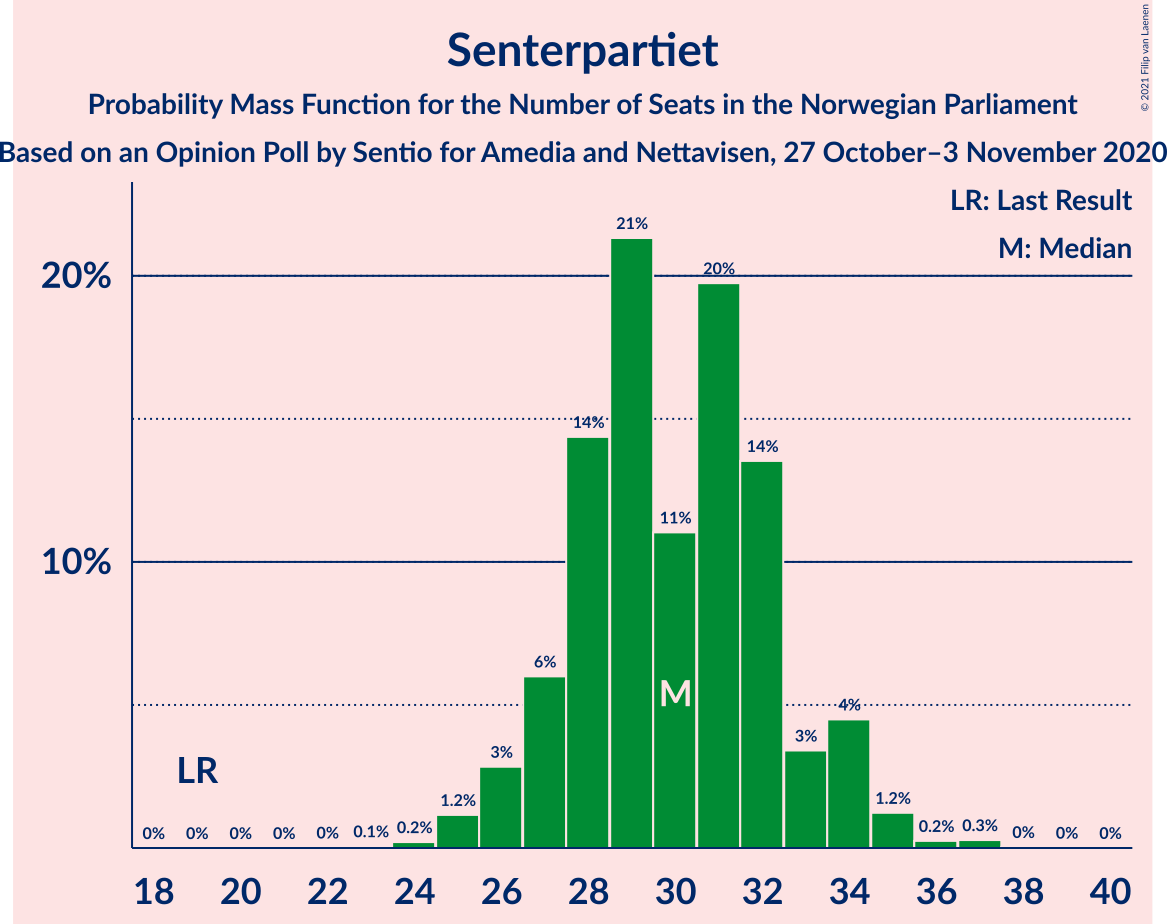 Senterpartiet
Probability Mass Function for the Number of Seats in the Norwegian Parliament
Based on an Opinion Poll by Sentio for Amedia and Nettavisen, 27 October–3 November 2020
© 2021 Filip van Laenen
LR: Last Result
M: Median
20%
10%
21%
20%
14%
14%
11%
6%
M
4%
3%
3%
LR
1.2%
1.2%
0%
0%
0%
0%
0%
0.1%
0.2%
0.2%
0.3%
0%
0%
0%
18 20 22 24 26 28 30 32 34 36 38 40